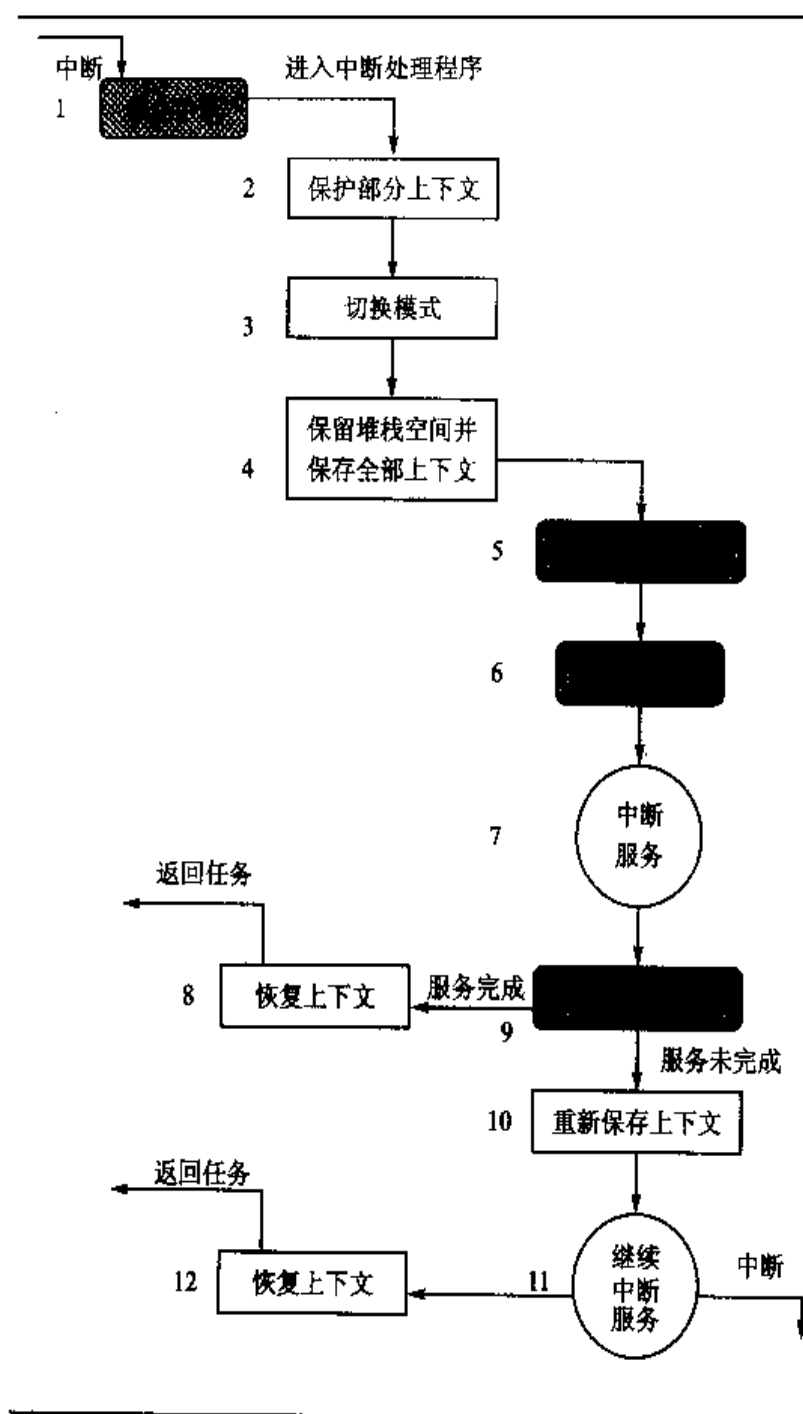 中断
进入中断处理程序
1
2
保护部分上下文
3
切换模式
4
保留堆栈空间并
保存全部上下文
5
6
7
中断
服务
返回任务
8
恢复上下文
服务完成
9
服务未完成
10
重新保存上下文
返回任务
12
恢复上下文
11
继续
中断
服务
中断